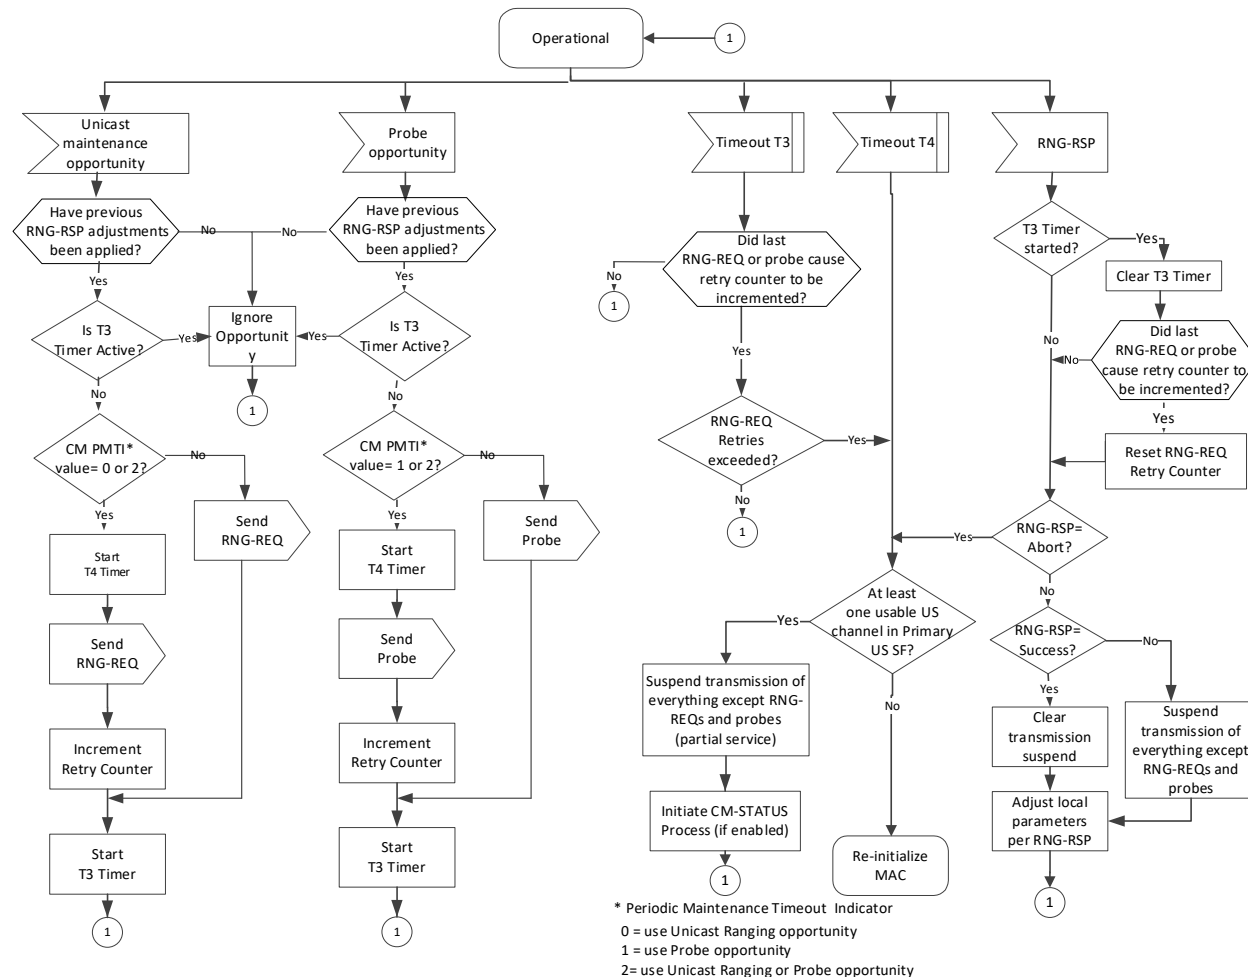 Operational
1
Unicast
maintenance
opportunity
Probe
opportunity
Timeout T3
Timeout T4
RNG-RSP
Have previous
RNG-RSP adjustments
been applied?
No
No
Have previous
RNG-RSP adjustments
been applied?
Did last
RNG-REQ or probe cause
retry counter to be
incremented?
No
1
T3 Timer
started?
Yes
Clear T3 Timer
Yes
Yes
Is T3
Timer Active?
Yes
Ignore
Opportunit
y
Yes
Is T3
Timer Active?
Yes
No
Did last
RNG-REQ or probe
cause retry counter to
be incremented?
No
Yes
No
1
No
CM PMTI*
value= 0 or 2?
No
CM PMTI*
value= 1 or 2?
No
RNG-REQ
Retries
exceeded?
Yes
Reset RNG-REQ
Retry Counter
Yes
Send
RNG-REQ
Yes
Send
Probe
No
1
Yes
RNG-RSP=
Abort?
Start
T4 Timer
Start
T4 Timer
At least
one usable US
channel in Primary
US SF?
Yes
No
No
RNG-RSP=
Success?
No
Yes
Send
RNG-REQ
Send
Probe
Suspend transmission of
everything except RNG-
REQs and probes
(partial service)
Clear
transmission
suspend
Suspend
transmission of
everything except
RNG-REQs and
probes
Increment
Retry Counter
Increment
Retry Counter
Initiate CM-STATUS
Process (if enabled)
Adjust local
parameters
per RNG-RSP
Start
T3 Timer
Start
T3 Timer
Re-initialize
MAC
1
1
1
1
* Periodic Maintenance Timeout Indicator
0 = use Unicast Ranging opportunity
1 = use Probe opportunity
2= use Unicast Ranging or Probe opportunity